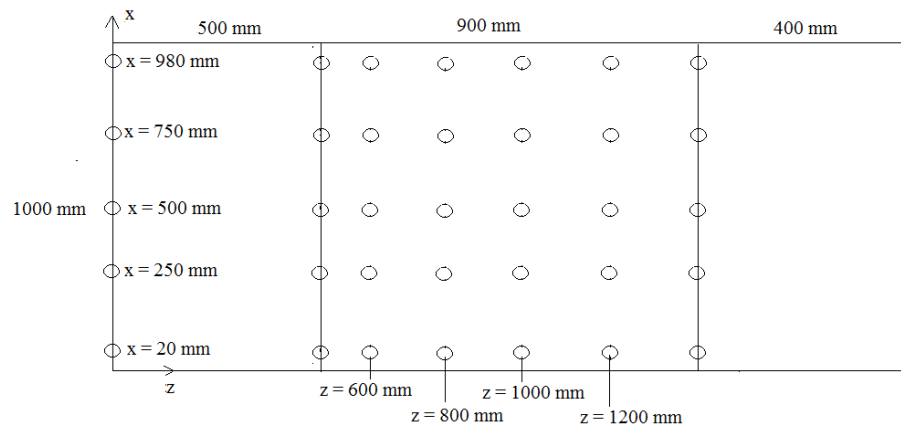 x
500 mm
900 mm
400 mm
x = 980 mm
x = 750 mm
1000 mm
x = 500 mm
x = 250 mm
x = 20 mm
z
z = 600 mm
z = 1000 mm
z = 800 mm
z = 1200 mm